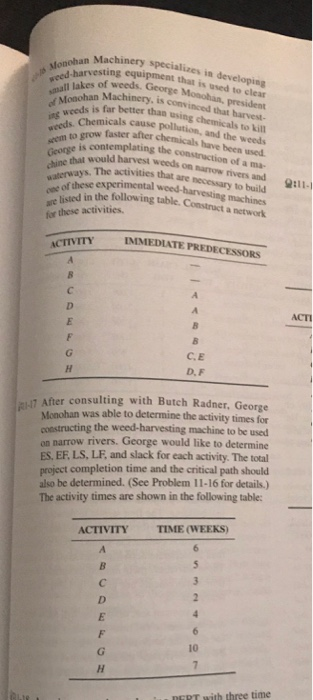 Monohan Machinery specializes in developing
weed-harvesting equipment that is used to clear
small lakes of weeds. George Monohan, president
of Monohan Machinery, is convinced that harvest-
ing weeds is far better than using chemicals to kill
weeds. Chemicals cause pollution, and the weeds
seem to grow faster after chemicals have been used.
George is contemplating the construction of a ma-
chine that would harvest weeds on narrow rivers and
waterways. The activities that are necessary to build
one of these experimental weed-harvesting machines
are listed in the following table. Construct a network
for these activities.
ACTIVITY IMMEDIATE PREDECESSORS
A —
B —
C A
D A
E B
F B
G C, E
H D, F
11-17 After consulting with Butch Radner, George
Monohan was able to determine the activity times for
constructing the weed-harvesting machine to be used
on narrow rivers. George would like to determine
ES, EF, LS, LF, and slack for each activity. The total
project completion time and the critical path should
also be determined. (See Problem 11-16 for details.)
The activity times are shown in the following table:
ACTIVITY TIME (WEEKS)
A 6
B 5
C 3
D 2
E 4
F 6
G 10
H 7
PERT with three time
ACTI